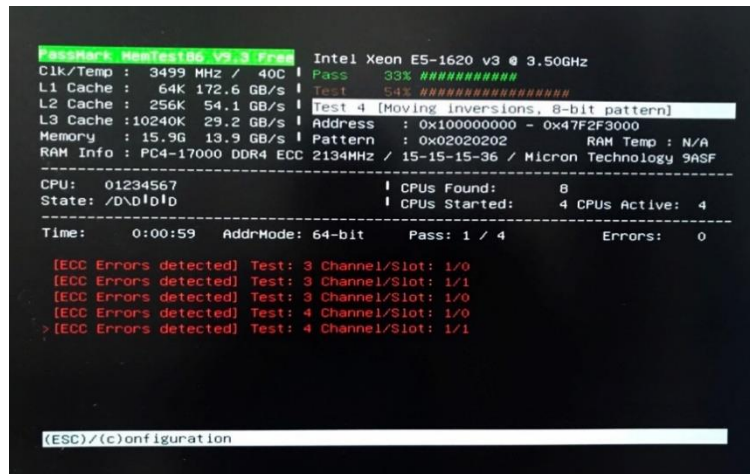 PassMark MemTest86 V9.3 Free Intel Xeon E5-1620 v3 @ 3.50GHz
Clk/Temp : 3499 MHz / 40C | Pass 33% ###########
L1 Cache : 64K 172.6 GB/s | Test 54% ##################
L2 Cache : 256K 54.1 GB/s | Test 4 [Moving inversions, 8-bit pattern]
L3 Cache :10240K 29.2 GB/s | Address : 0x100000000 - 0x47F2F3000
Memory : 15.9G 13.9 GB/s | Pattern : 0x02020202 RAM Temp : N/A
RAM Info : PC4-17000 DDR4 ECC 2134MHz / 15-15-15-36 / Micron Technology 9ASF
CPU: 01234567 | CPUs Found: 8
State: /D\D|D|D | CPUs Started: 4 CPUs Active: 4
Time: 0:00:59 AddrMode: 64-bit Pass: 1 / 4 Errors: 0
[ECC Errors detected] Test: 3 Channel/Slot: 1/0
[ECC Errors detected] Test: 3 Channel/Slot: 1/1
[ECC Errors detected] Test: 3 Channel/Slot: 1/0
[ECC Errors detected] Test: 4 Channel/Slot: 1/0
>[ECC Errors detected] Test: 4 Channel/Slot: 1/1
(ESC)/(c)onfiguration